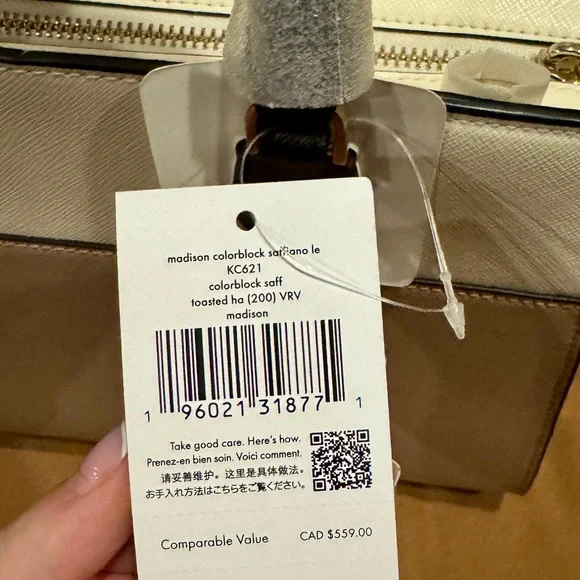 madison colorblock saffiano le
KC621
colorblock saff
toasted ha (200) VRV
madison
1 96021 31877 1
Take good care. Here's how.
Prenez-en bien soin. Voici comment.
请妥善维护。这里是具体做法。
お手入れ方法はこちらをご覧ください。
Comparable Value CAD $559.00